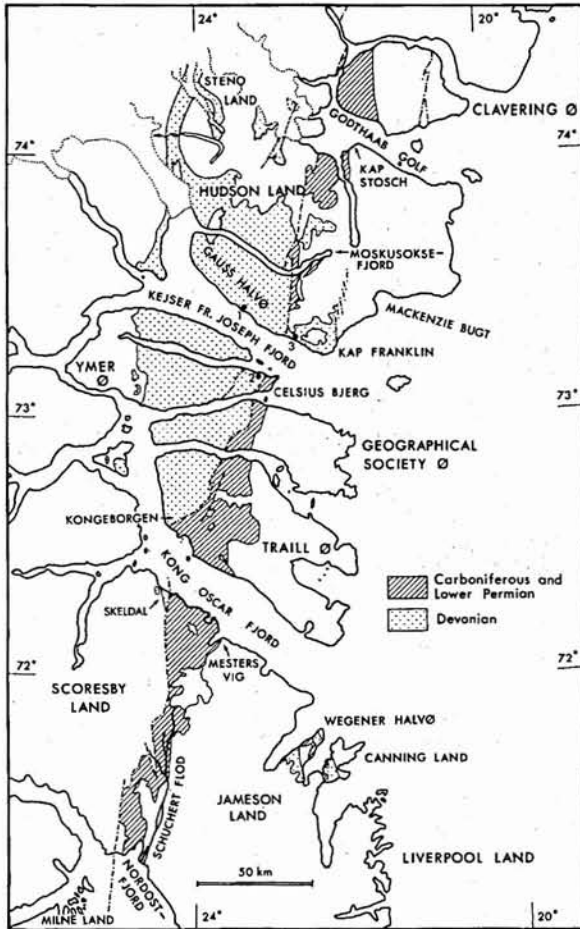 24°
20°
STENO
LAND
CLAVERING Ø
GODTHAAB GOLF
74°
74°
KAP
STOSCH
HUDSON LAND
MOSKUSOKSE-
FJORD
GAUSS HALVØ
KEJSER FR. JOSEPH FJORD
MACKENZIE BUGT
1
3
KAP FRANKLIN
YMER
Ø
CELSIUS BJERG
73°
73°
GEOGRAPHICAL
SOCIETY Ø
KONGEBORGEN
TRAILL Ø
Carboniferous and
Lower Permian
Devonian
KONG OSCAR FJORD
SKELDAL
72°
72°
MESTERS
VIG
SCORESBY
LAND
WEGENER HALVØ
CANNING LAND
SCHUCHERT FLOD
JAMESON
LAND
LIVERPOOL LAND
50 km
NORDOST-
FJORD
MILNE LAND
24°
20°